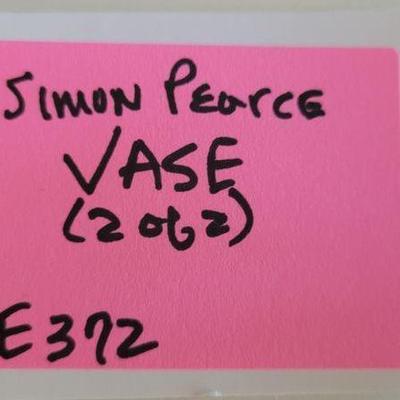 SIMON PEARCE
VASE
(2 of 2)
E372